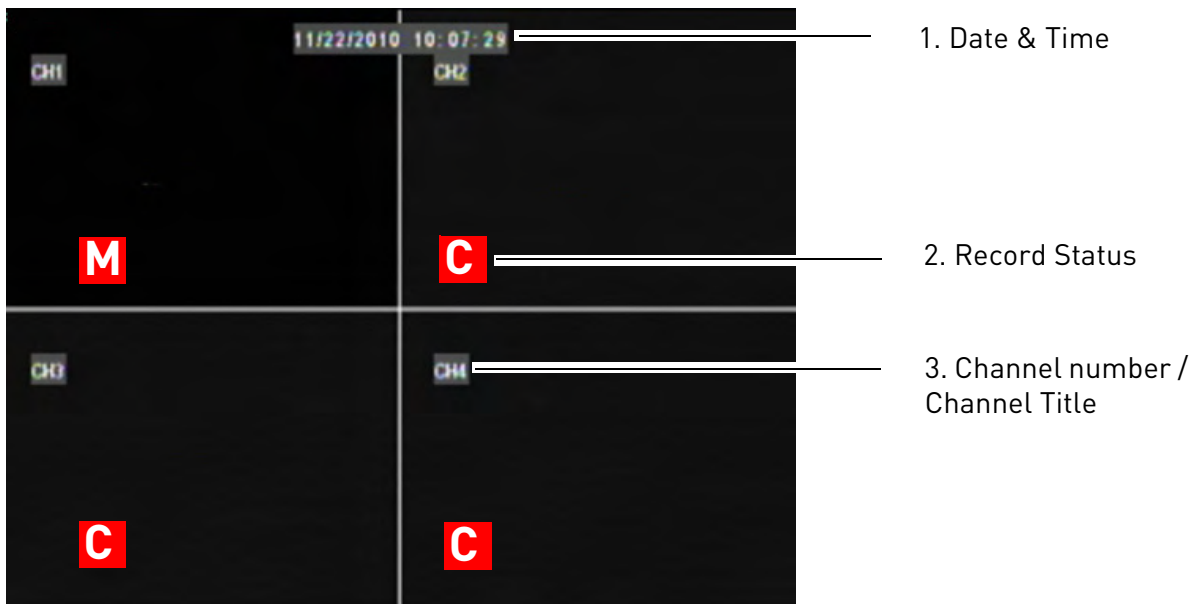 11/22/2010 10:07:29
1. Date & Time
CH1
CH2
M
C
2. Record Status
CH3
CH4
3. Channel number /
Channel Title
C
C